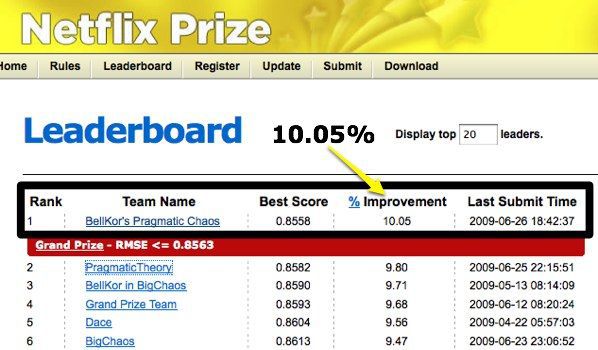 Netflix Prize
Home Rules Leaderboard Register Update Submit Download
Leaderboard 10.05% Display top 20 leaders.
Rank Team Name Best Score % Improvement Last Submit Time
1 BellKor's Pragmatic Chaos 0.8558 10.05 2009-06-26 18:42:37
Grand Prize - RMSE <= 0.8563
2 PragmaticTheory 0.8582 9.80 2009-06-25 22:15:51
3 BellKor in BigChaos 0.8590 9.71 2009-05-13 08:14:09
4 Grand Prize Team 0.8593 9.68 2009-06-12 08:20:24
5 Dace 0.8604 9.56 2009-04-22 05:57:03
6 BigChaos 0.8613 9.47 2009-06-23 23:06:52